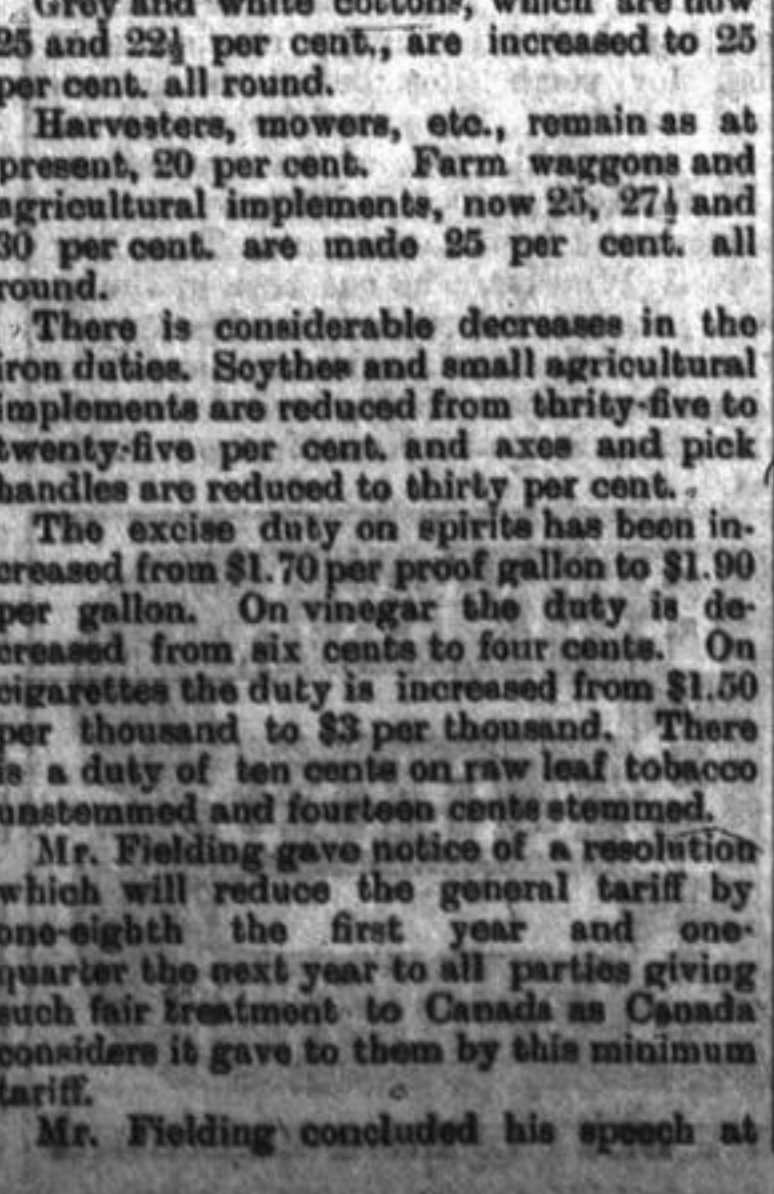 Grey and white cottons, which are now
25 and 22½ per cent., are increased to 25
per cent. all round.
Harvesters, mowers, etc., remain as at
present, 20 per cent. Farm waggons and
agricultural implements, now 25, 27½ and
30 per cent. are made 25 per cent. all
round.
There is considerable decreases in the
iron duties. Scythes and small agricultural
implements are reduced from thrity-five to
twenty-five per cent. and axes and pick
handles are reduced to thirty per cent.
The excise duty on spirits has been in-
creased from $1.70 per proof gallon to $1.90
per gallon. On vinegar the duty is de-
creased from six cents to four cents. On
cigarettes the duty is increased from $1.50
per thousand to $3 per thousand. There
is a duty of ten cents on raw leaf tobacco
unstemmed and fourteen cents stemmed.
Mr. Fielding gave notice of a resolution
which will reduce the general tariff by
one-eighth the first year and one-
quarter the next year to all parties giving
such fair treatment to Canada as Canada
considers it gave to them by this minimum
tariff.
Mr. Fielding concluded his speech at